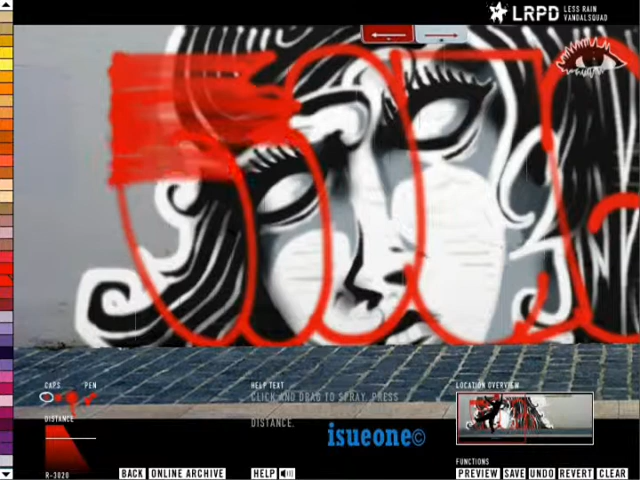 LRPD LESS RAIN
VANDALSQUAD
CAPS PEN
HELP TEXT
CLICK AND DRAG TO SPRAY. PRESS
DISTANCE.
LOCATION OVERVIEW
DISTANCE
isueone©
FUNCTIONS
R-3020
BACK ONLINE ARCHIVE HELP
PREVIEW SAVE UNDO REVERT CLEAR